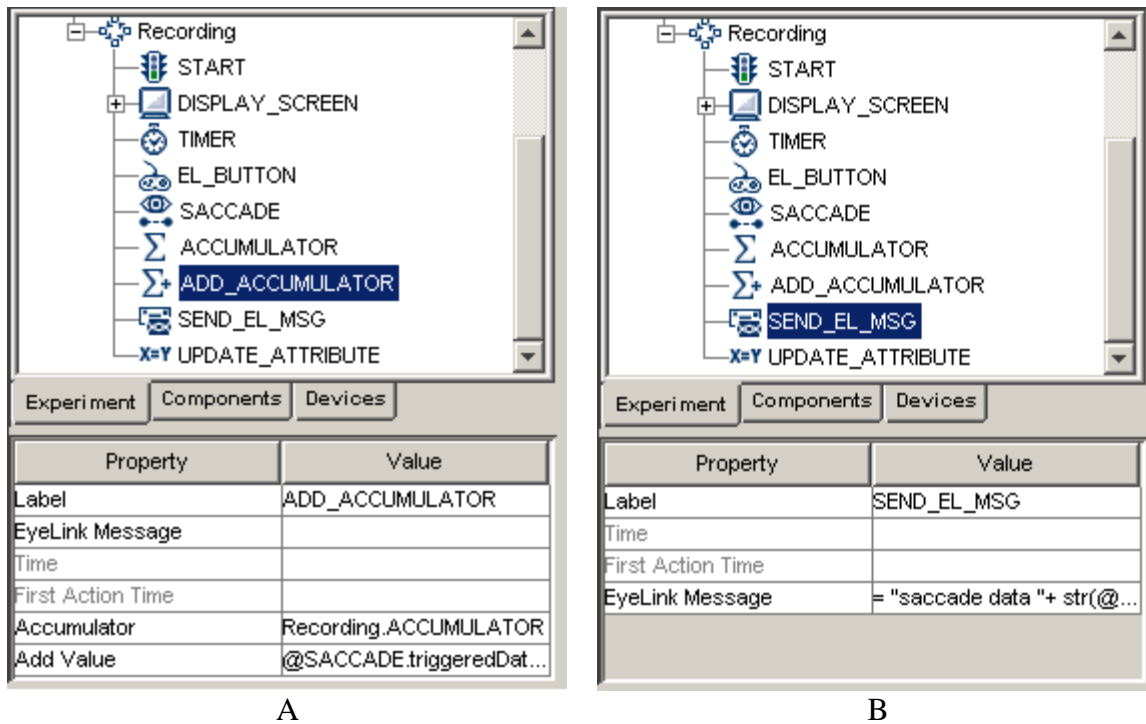 Recording
START
DISPLAY_SCREEN
TIMER
EL_BUTTON
SACCADE
ACCUMULATOR
ADD_ACCUMULATOR
SEND_EL_MSG
X=Y UPDATE_ATTRIBUTE
Experiment Components Devices
Property Value
Label ADD_ACCUMULATOR
EyeLink Message
Time
First Action Time
Accumulator Recording.ACCUMULATOR
Add Value @SACCADE.triggeredDat...
A
Recording
START
DISPLAY_SCREEN
TIMER
EL_BUTTON
SACCADE
ACCUMULATOR
ADD_ACCUMULATOR
SEND_EL_MSG
X=Y UPDATE_ATTRIBUTE
Experiment Components Devices
Property Value
Label SEND_EL_MSG
Time
First Action Time
EyeLink Message = "saccade data "+ str(@...
B